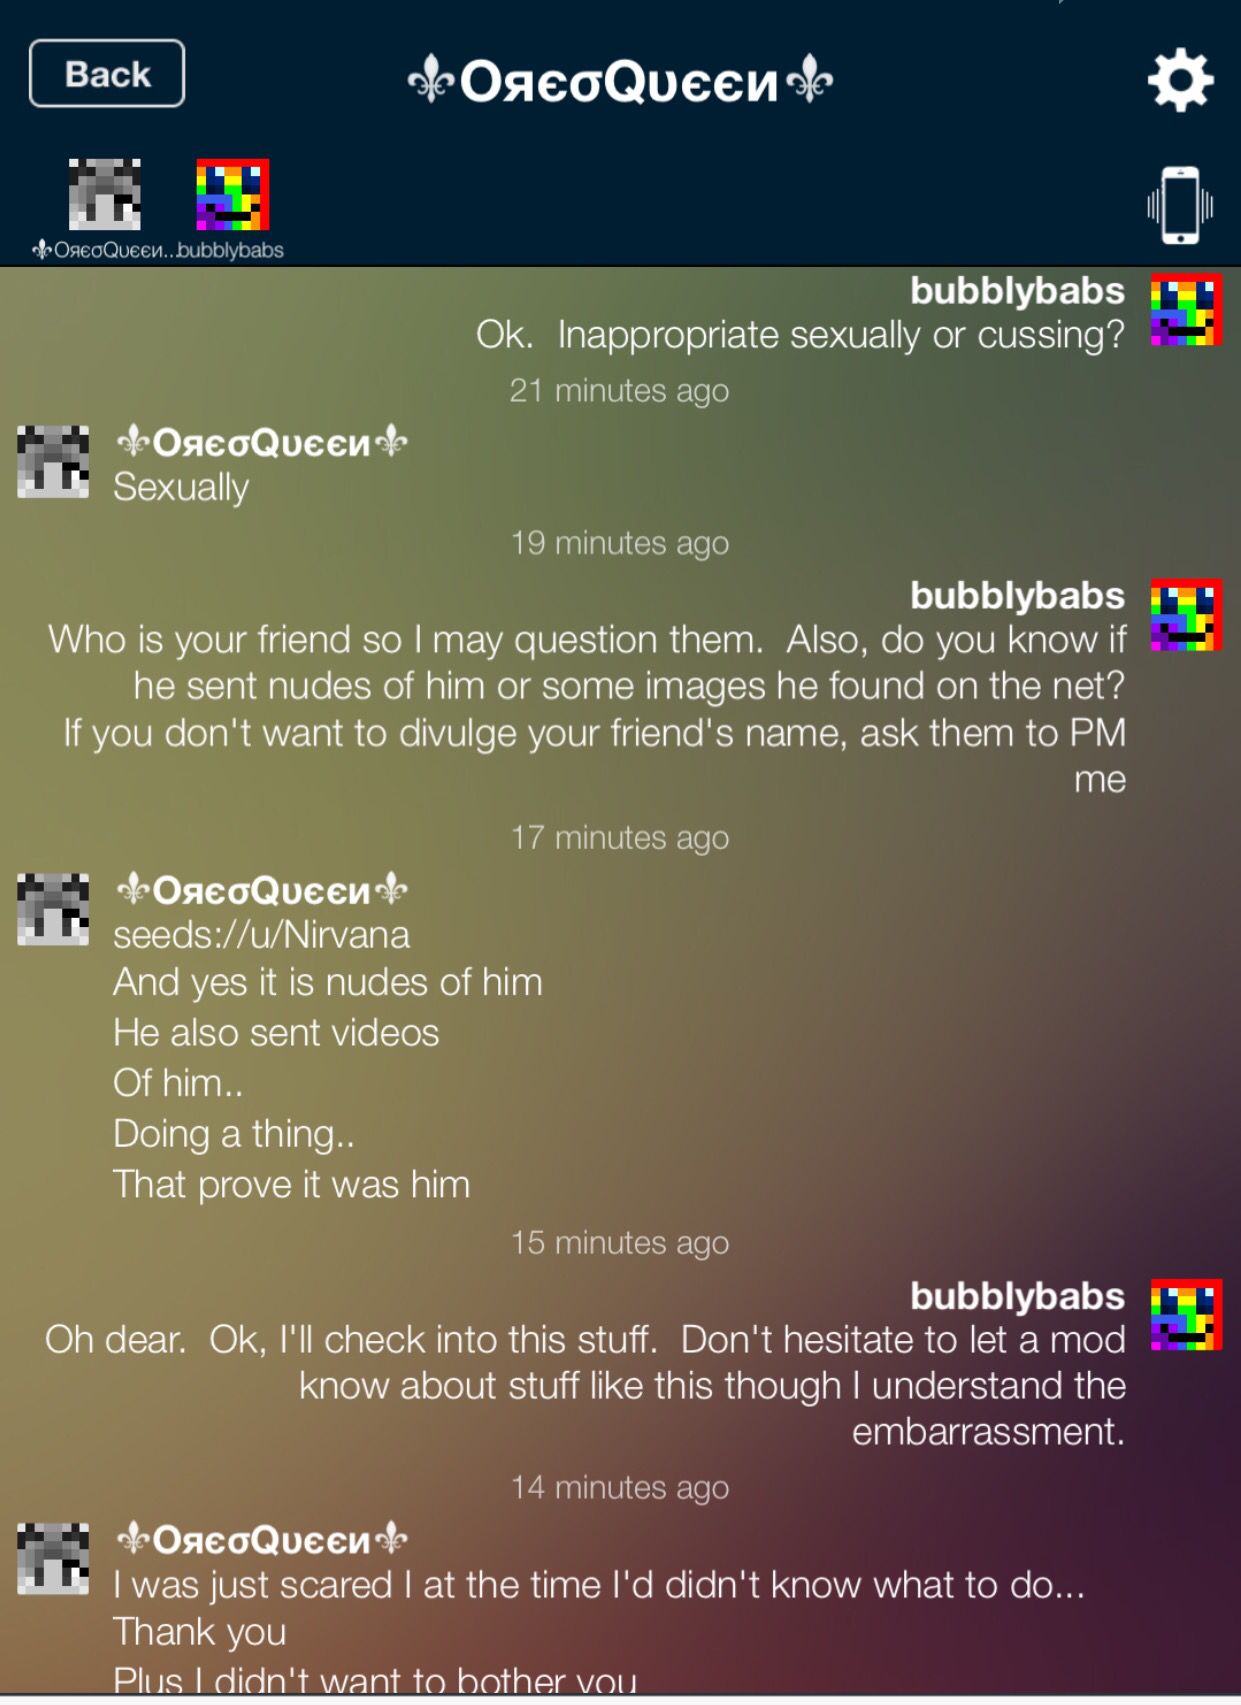 Back
⚜OяєσQυєєи⚜
⚜OяєσQυєєи...bubblybabs
bubblybabs
Ok.  Inappropriate sexually or cussing?
21 minutes ago
⚜OяєσQυєєи⚜
Sexually
19 minutes ago
bubblybabs
Who is your friend so I may question them.  Also, do you know if
he sent nudes of him or some images he found on the net?
If you don't want to divulge your friend's name, ask them to PM
me
17 minutes ago
⚜OяєσQυєєи⚜
seeds://u/Nirvana
And yes it is nudes of him
He also sent videos
Of him..
Doing a thing..
That prove it was him
15 minutes ago
bubblybabs
Oh dear.  Ok, I'll check into this stuff.  Don't hesitate to let a mod
know about stuff like this though I understand the
embarrassment.
14 minutes ago
⚜OяєσQυєєи⚜
I was just scared I at the time I'd didn't know what to do...
Thank you
Plus I didn't want to bother you